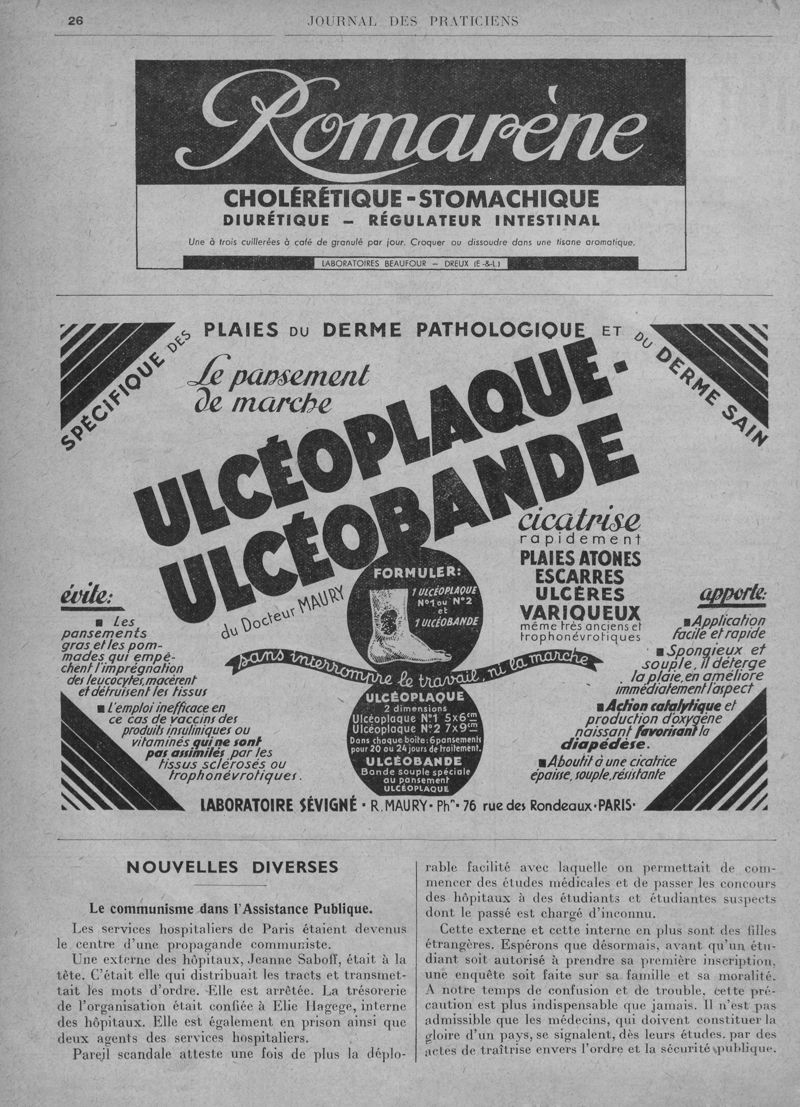 26
JOURNAL DES PRATICIENS
Romarène
CHOLÉRÉTIQUE - STOMACHIQUE
DIURÉTIQUE — RÉGULATEUR INTESTINAL
Une à trois cuillerées à café de granulé par jour. Croquer ou dissoudre dans une tisane aromatique.
LABORATOIRES BEAUFOUR — DREUX (E-&-L)
SPÉCIFIQUE DES PLAIES DU DERME PATHOLOGIQUE ET DU DERME SAIN
Le pansement
de marche
ULCÉOPLAQUE-
ULCÉOBANDE
du Docteur MAURY
cicatrise
rapidement
PLAIES ATONES
ESCARRES
ULCÈRES
VARIQUEUX
même très anciens et
trophonévrotiques
FORMULER:
1 ULCÉOPLAQUE
N°1 ou N°2
et
1 ULCÉOBANDE
sans interrompre le travail, ni la marche
évite:
■ Les
pansements
gras et les pom-
mades qui empê-
chent l'imprégnation
des leucocytes, macèrent
et détruisent les tissus
■ L'emploi inefficace en
ce cas de vaccins des
produits insuliniques ou
vitaminés qui ne sont
pas assimilés par les
tissus sclérosés ou
trophonévrotiques.
ULCÉOPLAQUE
2 dimensions
Ulcéoplaque N°1 5x6cm
Ulcéoplaque N°2 7x9cm
Dans chaque boîte: 6 pansements
pour 20 ou 24 jours de traitement.
ULCÉOBANDE
Bande souple spéciale
au pansement
ULCÉOPLAQUE
apporte:
■ Application
facile et rapide
■ Spongieux et
souple, il déterge
la plaie, en améliore
immédiatement l'aspect
■ Action catalytique et
production d'oxygène
naissant favorisant la
diapédèse.
■ Aboutit à une cicatrice
épaisse, souple, résistante
LABORATOIRE SÉVIGNÉ • R. MAURY • Phn • 76 rue des Rondeaux • PARIS •
NOUVELLES DIVERSES
Le communisme dans l'Assistance Publique.
Les services hospitaliers de Paris étaient devenus
le centre d'une propagande communiste.
Une externe des hôpitaux, Jeanne Saboff, était à la
tête. C'était elle qui distribuait les tracts et transmet-
tait les mots d'ordre. Elle est arrêtée. La trésorerie
de l'organisation était confiée à Elie Hagege, interne
des hôpitaux. Elle est également en prison ainsi que
deux agents des services hospitaliers.
Pareil scandale atteste une fois de plus la déplo-
rable facilité avec laquelle on permettait de com-
mencer des études médicales et de passer les concours
des hôpitaux à des étudiants et étudiantes suspects
dont le passé est chargé d'inconnu.
Cette externe et cette interne en plus sont des filles
étrangères. Espérons que désormais, avant qu'un étu-
diant soit autorisé à prendre sa première inscription,
une enquête soit faite sur sa famille et sa moralité.
A notre temps de confusion et de trouble, cette pré-
caution est plus indispensable que jamais. Il n'est pas
admissible que les médecins, qui doivent constituer la
gloire d'un pays, se signalent, dès leurs études. par des
actes de traîtrise envers l'ordre et la sécurité publique.